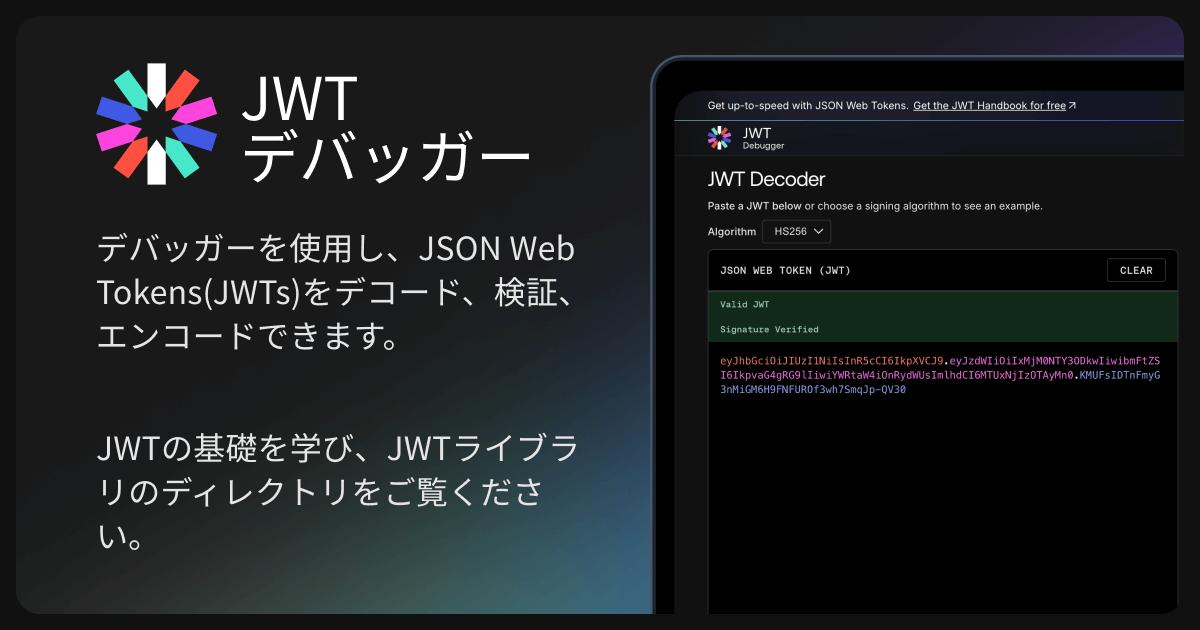 JWT
デバッガー
デバッガーを使用し、JSON Web
Tokens(JWTs)をデコード、検証、
エンコードできます。
JWTの基礎を学び、JWTライブラ
リのディレクトリをご覧くださ
い。
Get up-to-speed with JSON Web Tokens. Get the JWT Handbook for free
JWT
Debugger
JWT Decoder
Paste a JWT below or choose a signing algorithm to see an example.
Algorithm HS256
JSON WEB TOKEN (JWT) CLEAR
Valid JWT
Signature Verified
eyJhbGciOiJIUzI1NiIsInR5cCI6IkpXVCJ9.eyJzdWIiOiIxMjM0NTY3ODkwIiwibmFtZS
I6IkpvaG4gRG9lIiwiYWRtaW4iOnRydWUsImlhdCI6MTUxNjIzOTAyMn0.KMUFsIDTnFmyG
3nMiGM6H9FNFUROf3wh7SmqJp-QV30